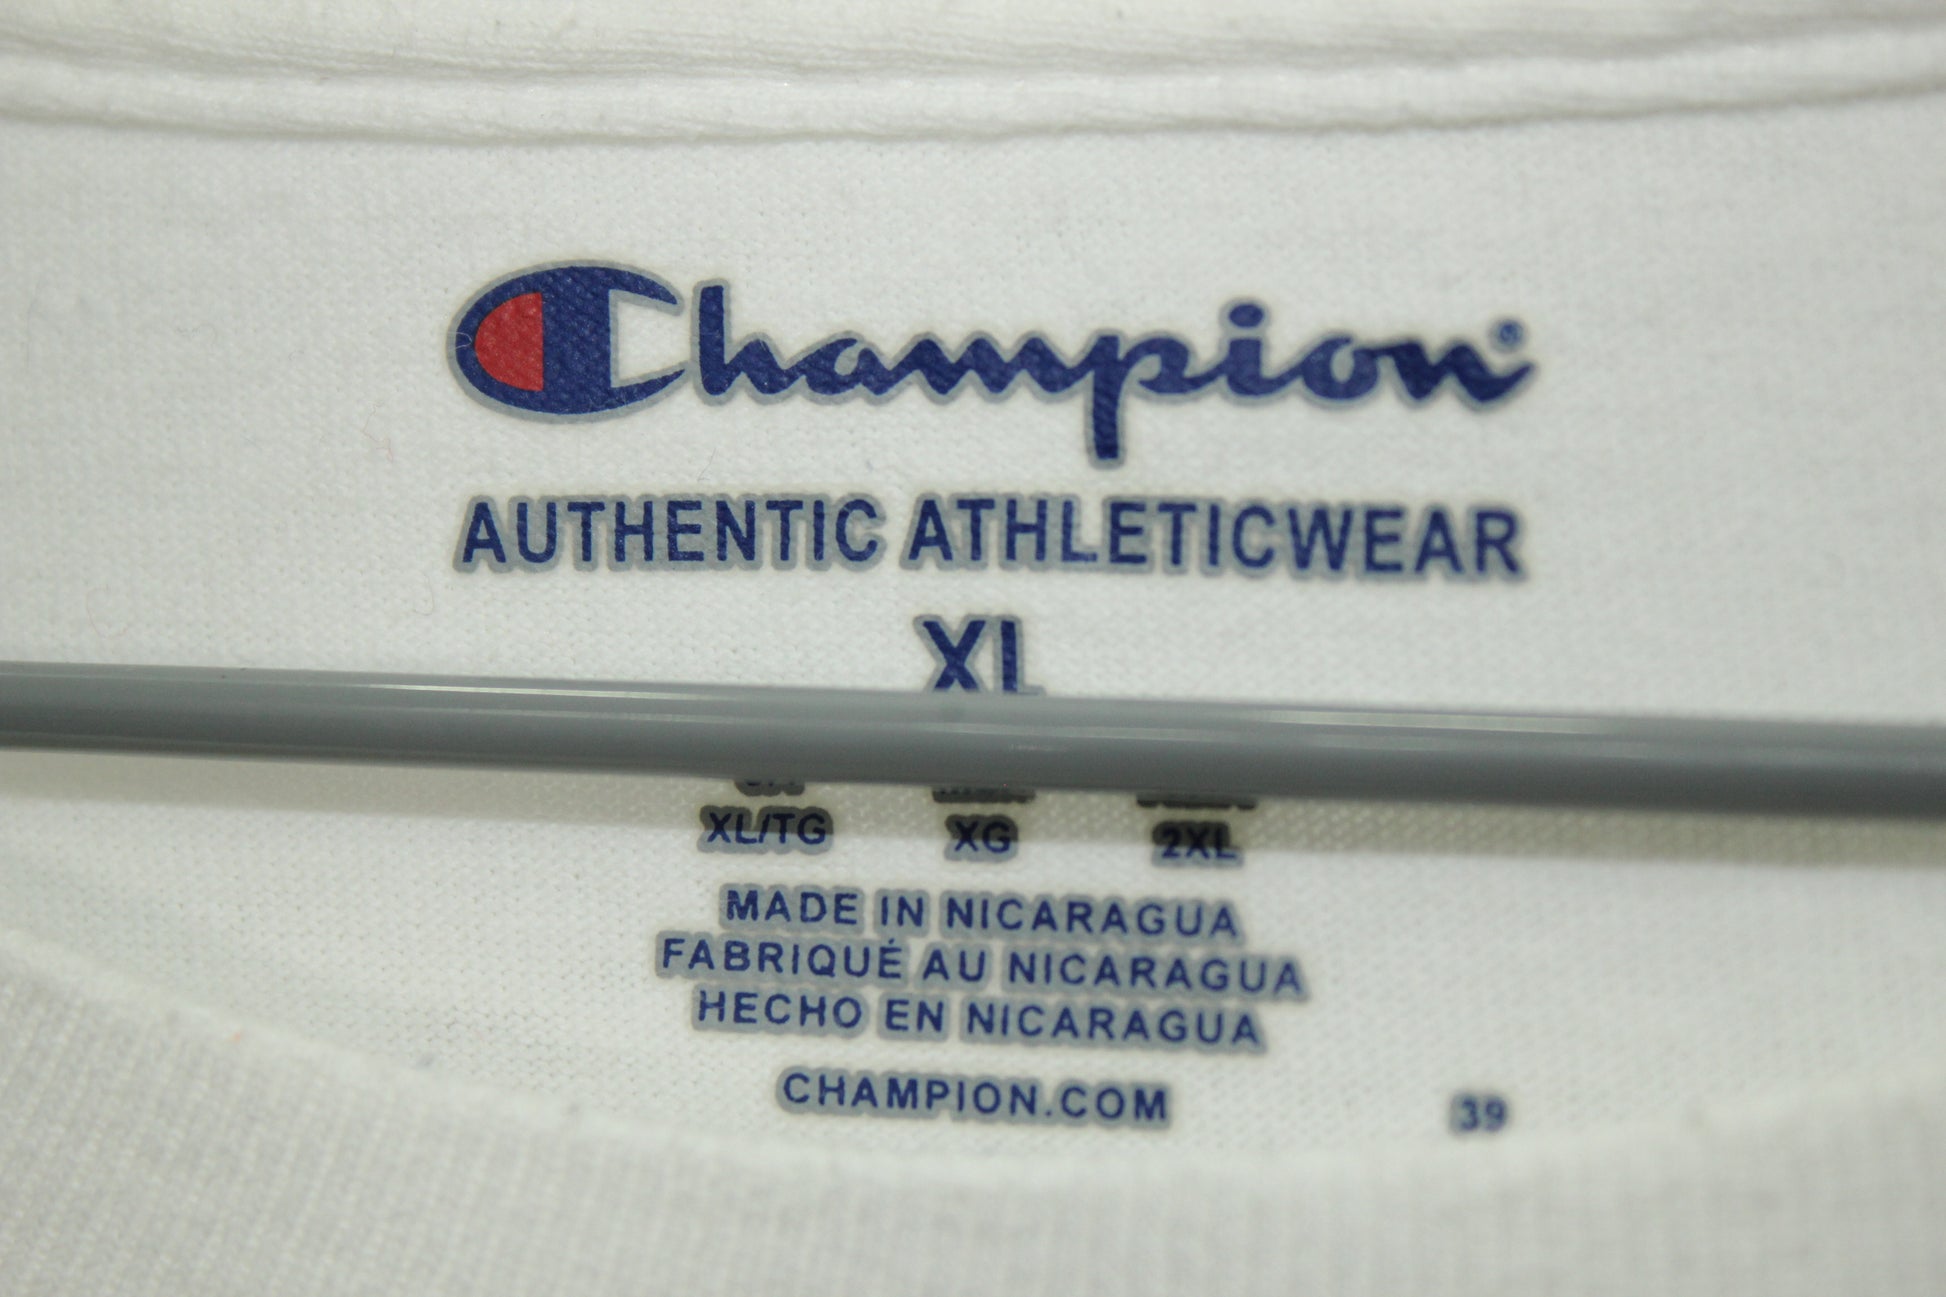 Champion®
AUTHENTIC ATHLETICWEAR
XL
XL/TG XG 2XL
MADE IN NICARAGUA
FABRIQUÉ AU NICARAGUA
HECHO EN NICARAGUA
CHAMPION.COM
39